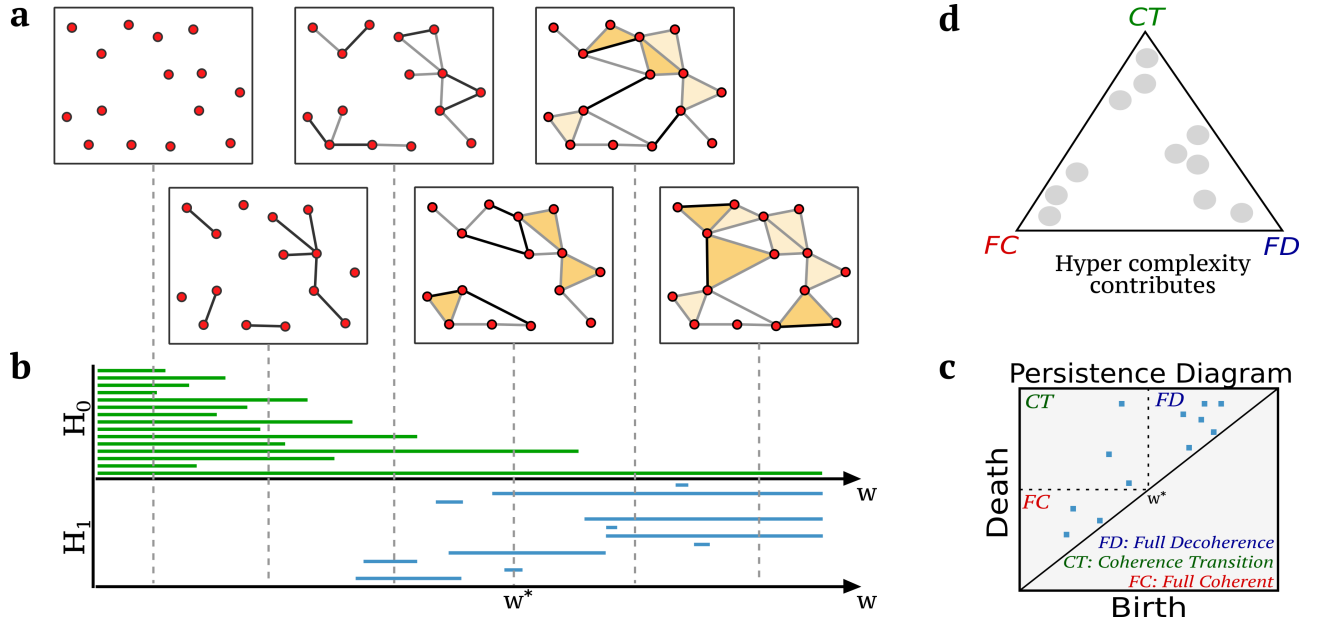 a
b
H0
w
H1
w*
w
d
CT
FC
FD
Hyper complexity
contributes
c
Persistence Diagram
CT
FD
w*
FC
Death
FD: Full Decoherence
CT: Coherence Transition
FC: Full Coherent
Birth